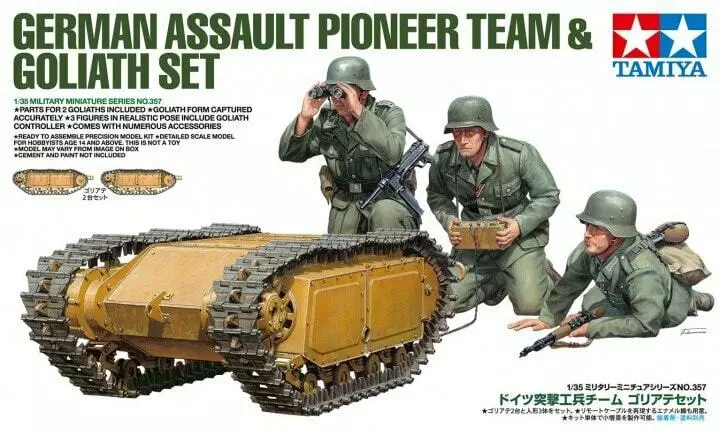 GERMAN ASSAULT PIONEER TEAM &
GOLIATH SET
TAMIYA
1/35 MILITARY MINIATURE SERIES NO.357
★PARTS FOR 2 GOLIATHS INCLUDED ★GOLIATH FORM CAPTURED
ACCURATELY ★3 FIGURES IN REALISTIC POSE INCLUDE GOLIATH
CONTROLLER ★COMES WITH NUMEROUS ACCESSORIES
★READY TO ASSEMBLE PRECISION MODEL KIT ★DETAILED SCALE MODEL
FOR HOBBYISTS AGE 14 AND ABOVE. THIS IS NOT A TOY
★MODEL MAY VARY FROM IMAGE ON BOX
★CEMENT AND PAINT NOT INCLUDED
ゴリアテ
2台セット
1/35 ミリタリーミニチュアシリーズNO.357
ドイツ突撃工兵チーム ゴリアテセット
★ゴリアテ2台と人形3体をセット。★リモートケーブルを再現するエナメル線も用意。
★キット単体で小情景を製作可能。接着剤・塗料別売